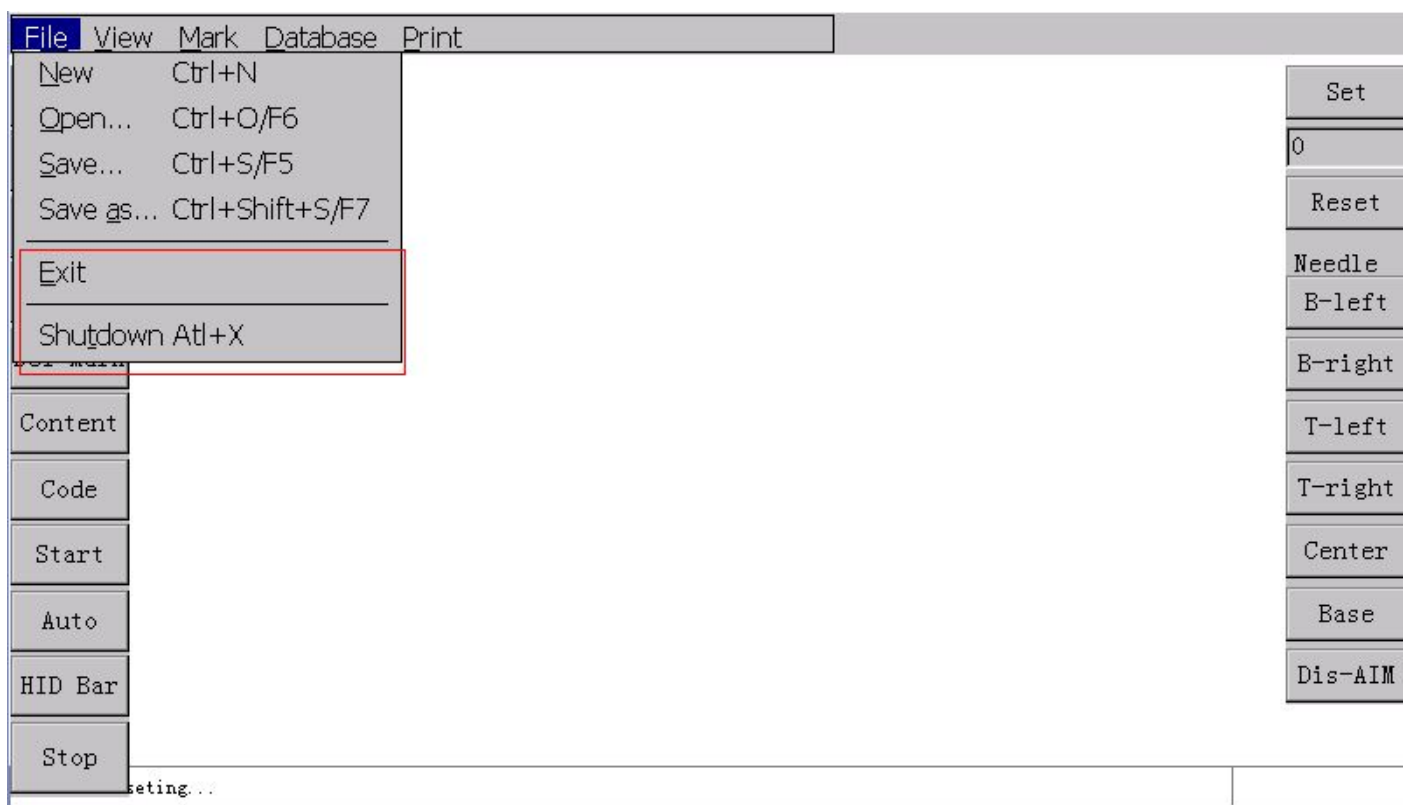 File View Mark Database Print
New Ctrl+N
Open... Ctrl+O/F6
Save... Ctrl+S/F5
Save as... Ctrl+Shift+S/F7
Exit
Shutdown Atl+X
Content
Code
Start
Auto
HID Bar
Stop
Set
0
Reset
Needle
B-left
B-right
T-left
T-right
Center
Base
Dis-AIM
seting...